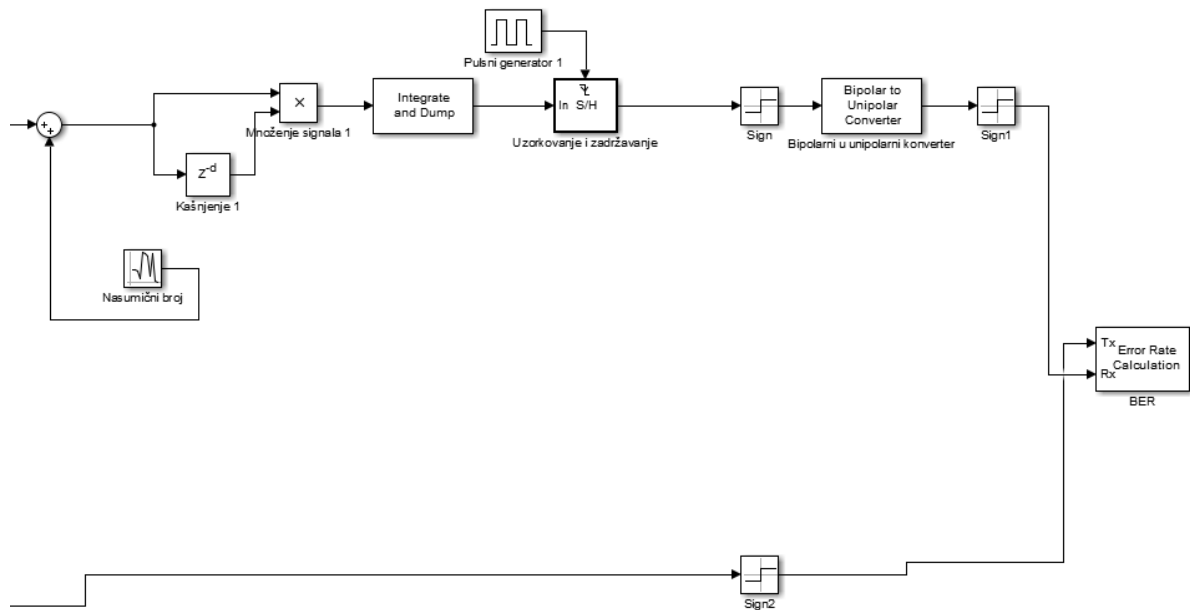 Pulsni generator 1
++
×
Množenje signala 1
Integrate
and Dump
In S/H
Uzorkovanje i zadržavanje
Sign
Bipolar to
Unipolar
Converter
Bipolarni u unipolarni konverter
Sign1
Z-d
Kašnjenje 1
Nasumični broj
Tx
Rx
Error Rate
Calculation
BER
Sign2